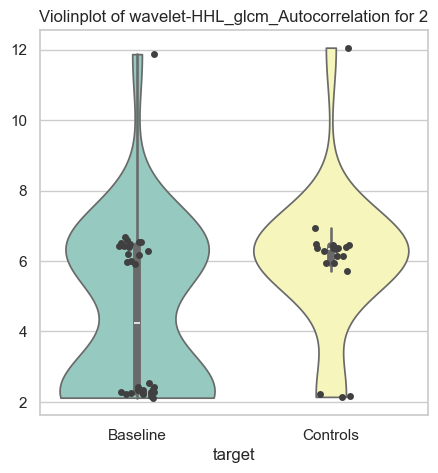 Violinplot of wavelet-HHL_glcm_Autocorrelation for 2
12
10
8
6
4
2
Baseline
Controls
target